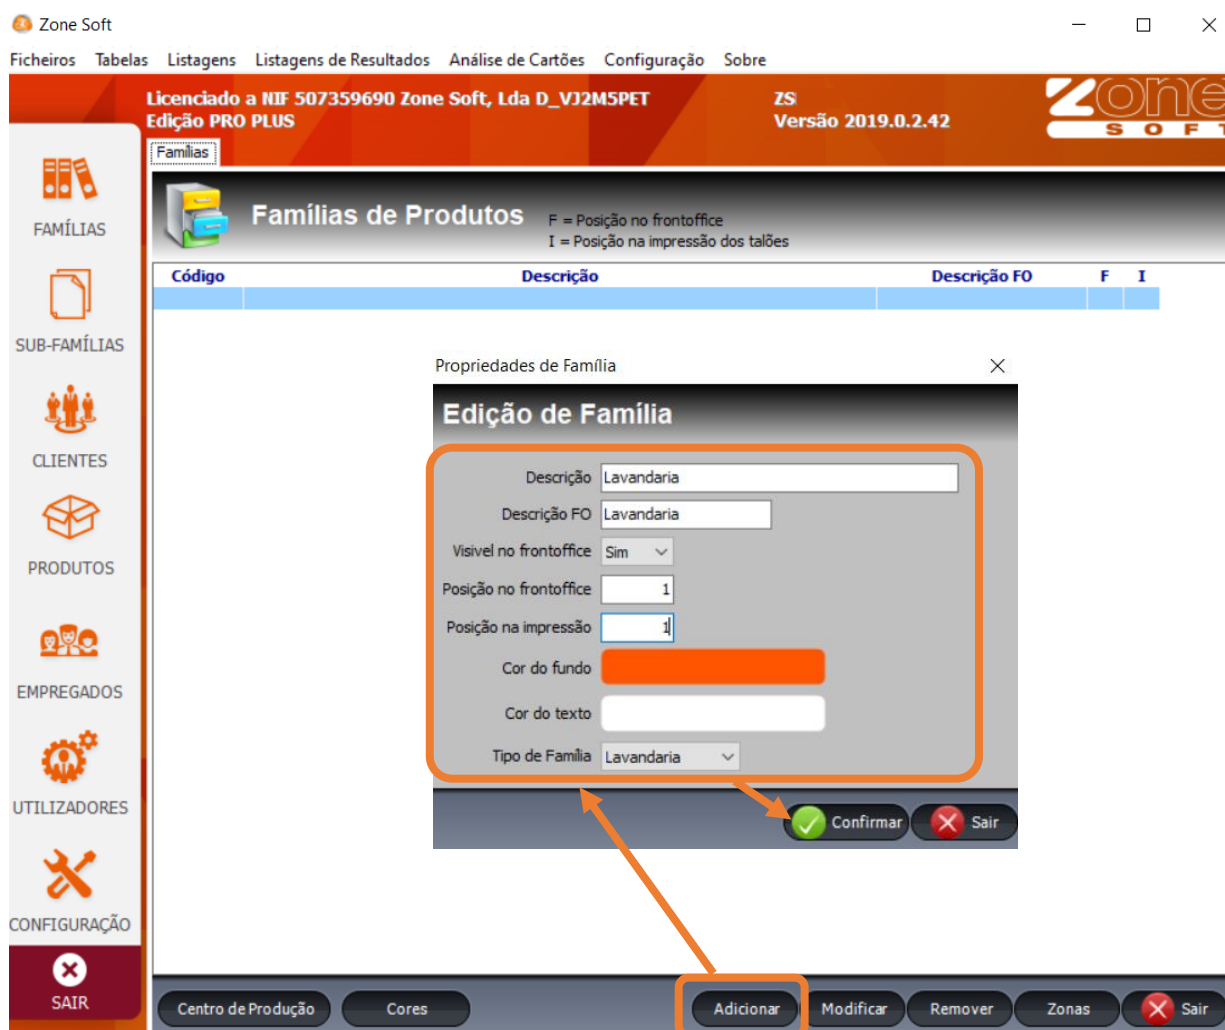 Zone Soft
Ficheiros Tabelas Listagens Listagens de Resultados Análise de Cartões Configuração Sobre
Licenciado a NIF 507359690 Zone Soft, Lda D_VJ2M5PET
Edição PRO PLUS
ZS
Versão 2019.0.2.42
zone
SOFT
Famílias
FAMÍLIAS
SUB-FAMÍLIAS
CLIENTES
PRODUTOS
EMPREGADOS
UTILIZADORES
CONFIGURAÇÃO
SAIR
Famílias de Produtos
F = Posição no frontoffice
I = Posição na impressão dos talões
Código Descrição Descrição FO F I
Propriedades de Família
Edição de Família
Descrição Lavandaria
Descrição FO Lavandaria
Visivel no frontoffice Sim
Posição no frontoffice 1
Posição na impressão 1
Cor do fundo
Cor do texto
Tipo de Família Lavandaria
Confirmar Sair
Centro de Produção Cores Adicionar Modificar Remover Zonas Sair